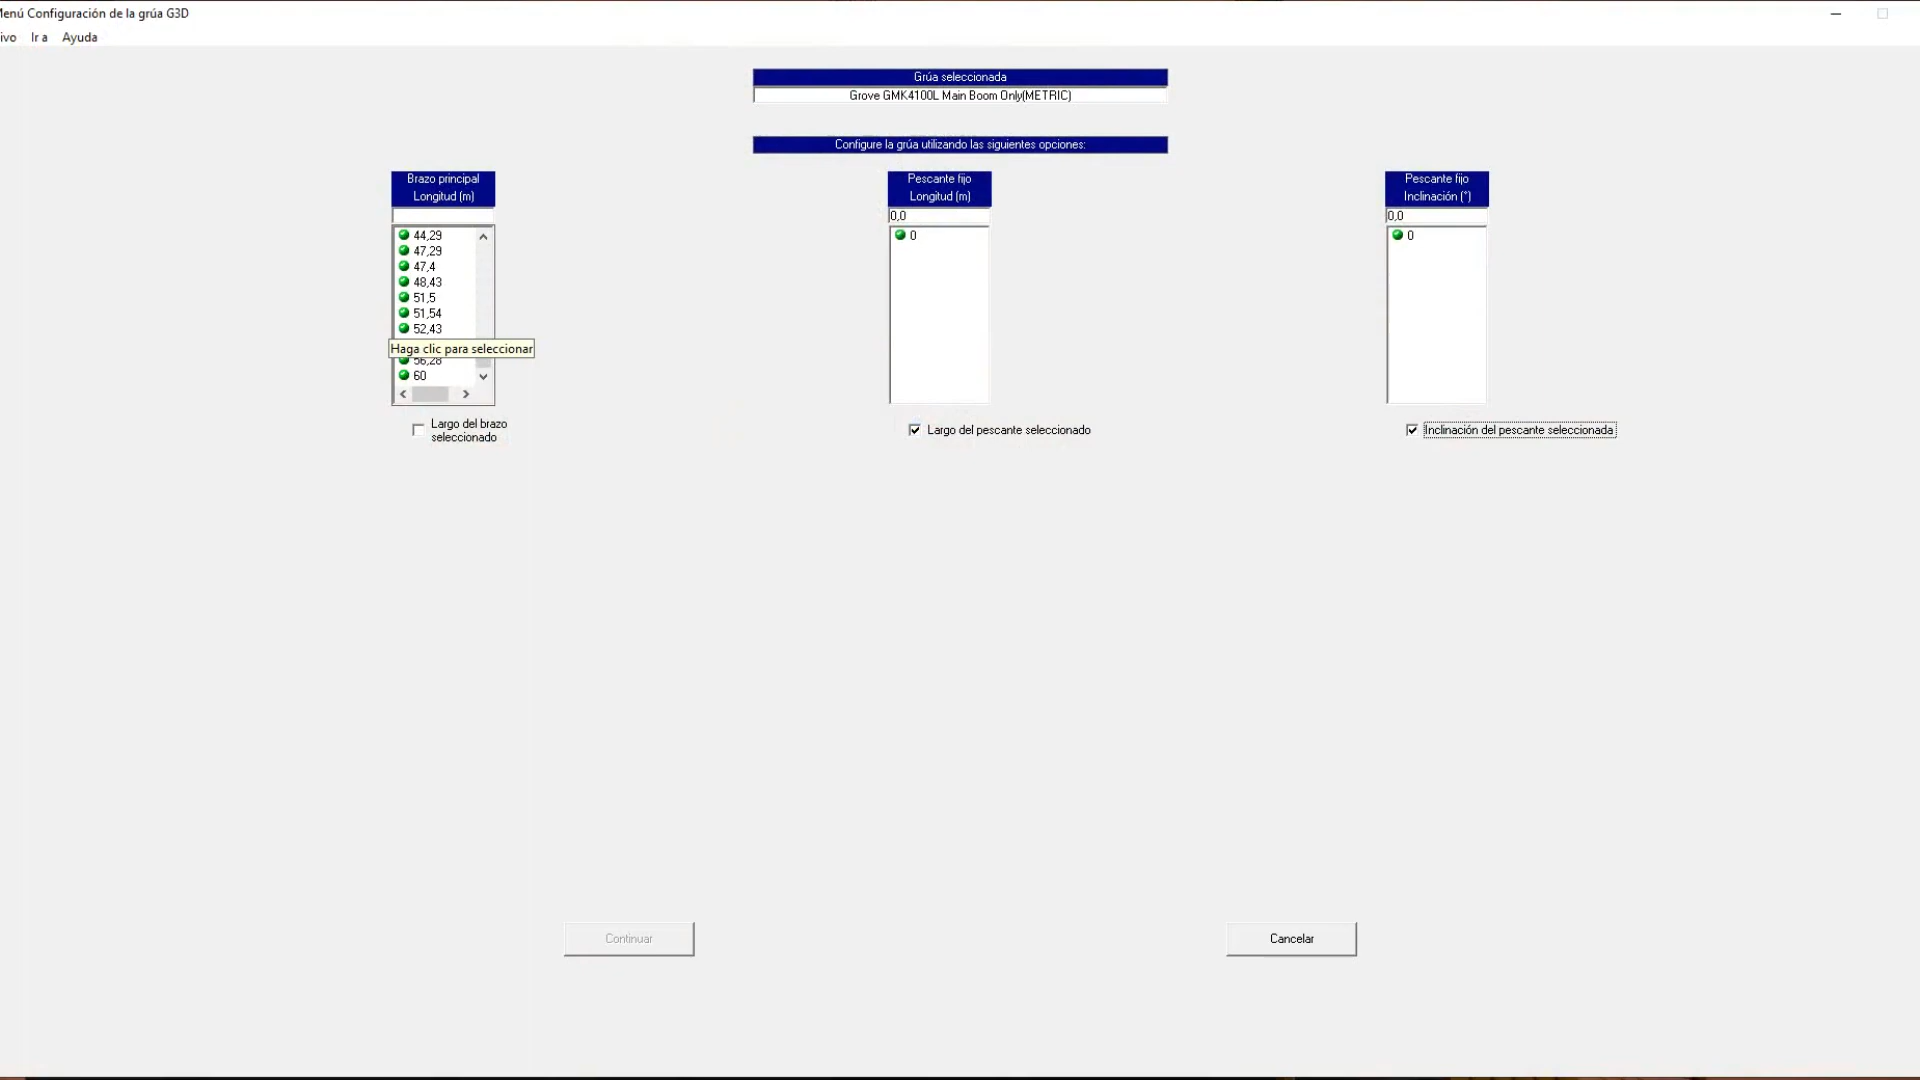 Menú Configuración de la grúa G3D
ivo Ir a Ayuda
Grúa seleccionada
Grove GMK4100L Main Boom Only(METRIC)
Configure la grúa utilizando las siguientes opciones:
Brazo principal
Longitud (m)
44,29
47,29
47,4
48,43
51,5
51,54
52,43
Haga clic para seleccionar
56,28
60
Largo del brazo
seleccionado
Pescante fijo
Longitud (m)
0,0
0
Largo del pescante seleccionado
Pescante fijo
Inclinación (°)
0,0
0
Inclinación del pescante seleccionada
Continuar
Cancelar